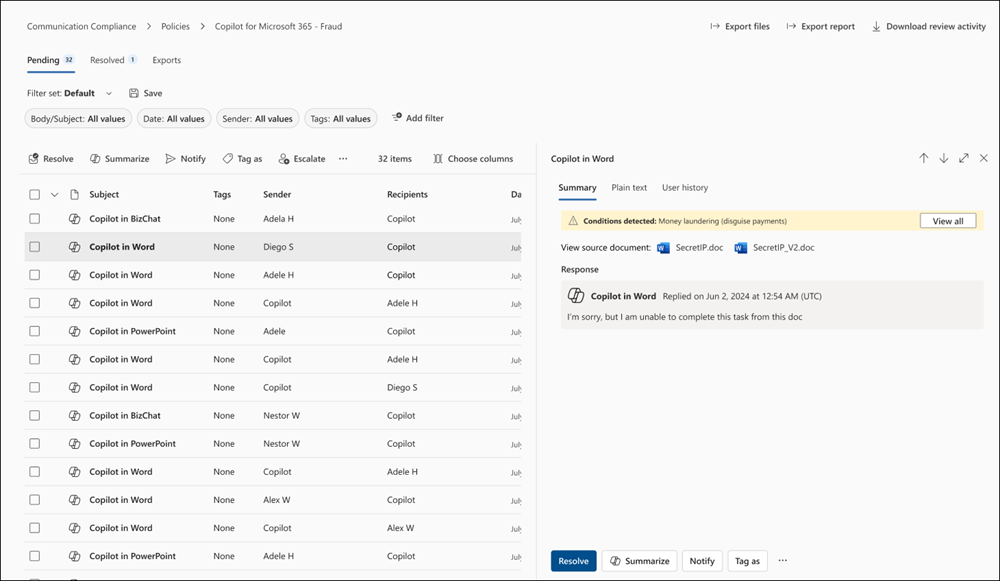 Communication Compliance > Policies > Copilot for Microsoft 365 - Fraud
Export files Export report Download review activity
Pending 32 Resolved 1 Exports
Filter set: Default Save
Body/Subject: All values Date: All values Sender: All values Tags: All values Add filter
Resolve Summarize Notify Tag as Escalate ... 32 items Choose columns
Subject Tags Sender Recipients Da
Copilot in BizChat None Adela H Copilot July
Copilot in Word None Diego S Copilot July
Copilot in Word None Adele H Copilot July
Copilot in Word None Copilot Adele H July
Copilot in PowerPoint None Adele Copilot July
Copilot in Word None Copilot Adele H July
Copilot in Word None Copilot Diego S July
Copilot in BizChat None Nestor W Copilot July
Copilot in PowerPoint None Nestor W Copilot July
Copilot in Word None Copilot Adele H July
Copilot in Word None Alex W Copilot July
Copilot in Word None Copilot Alex W July
Copilot in PowerPoint None Adele H Copilot July
Copilot in Word
Summary Plain text User history
Conditions detected: Money laundering (disguise payments) View all
View source document: SecretIP.doc SecretIP_V2.doc
Response
Copilot in Word Replied on Jun 2, 2024 at 12:54 AM (UTC)
I'm sorry, but I am unable to complete this task from this doc
Resolve Summarize Notify Tag as ...